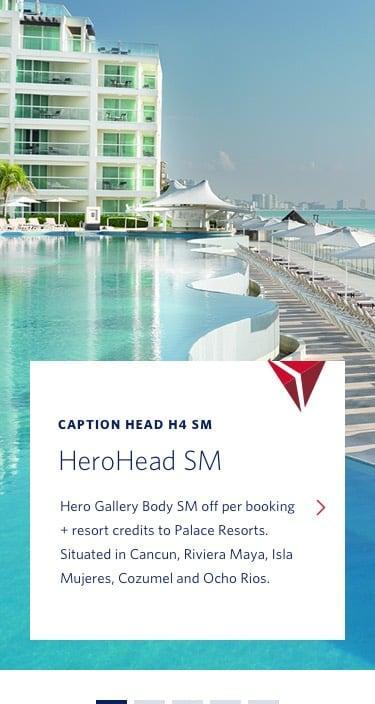 CAPTION HEAD H4 SM
HeroHead SM
Hero Gallery Body SM off per booking
+ resort credits to Palace Resorts.
Situated in Cancun, Riviera Maya, Isla
Mujeres, Cozumel and Ocho Rios.